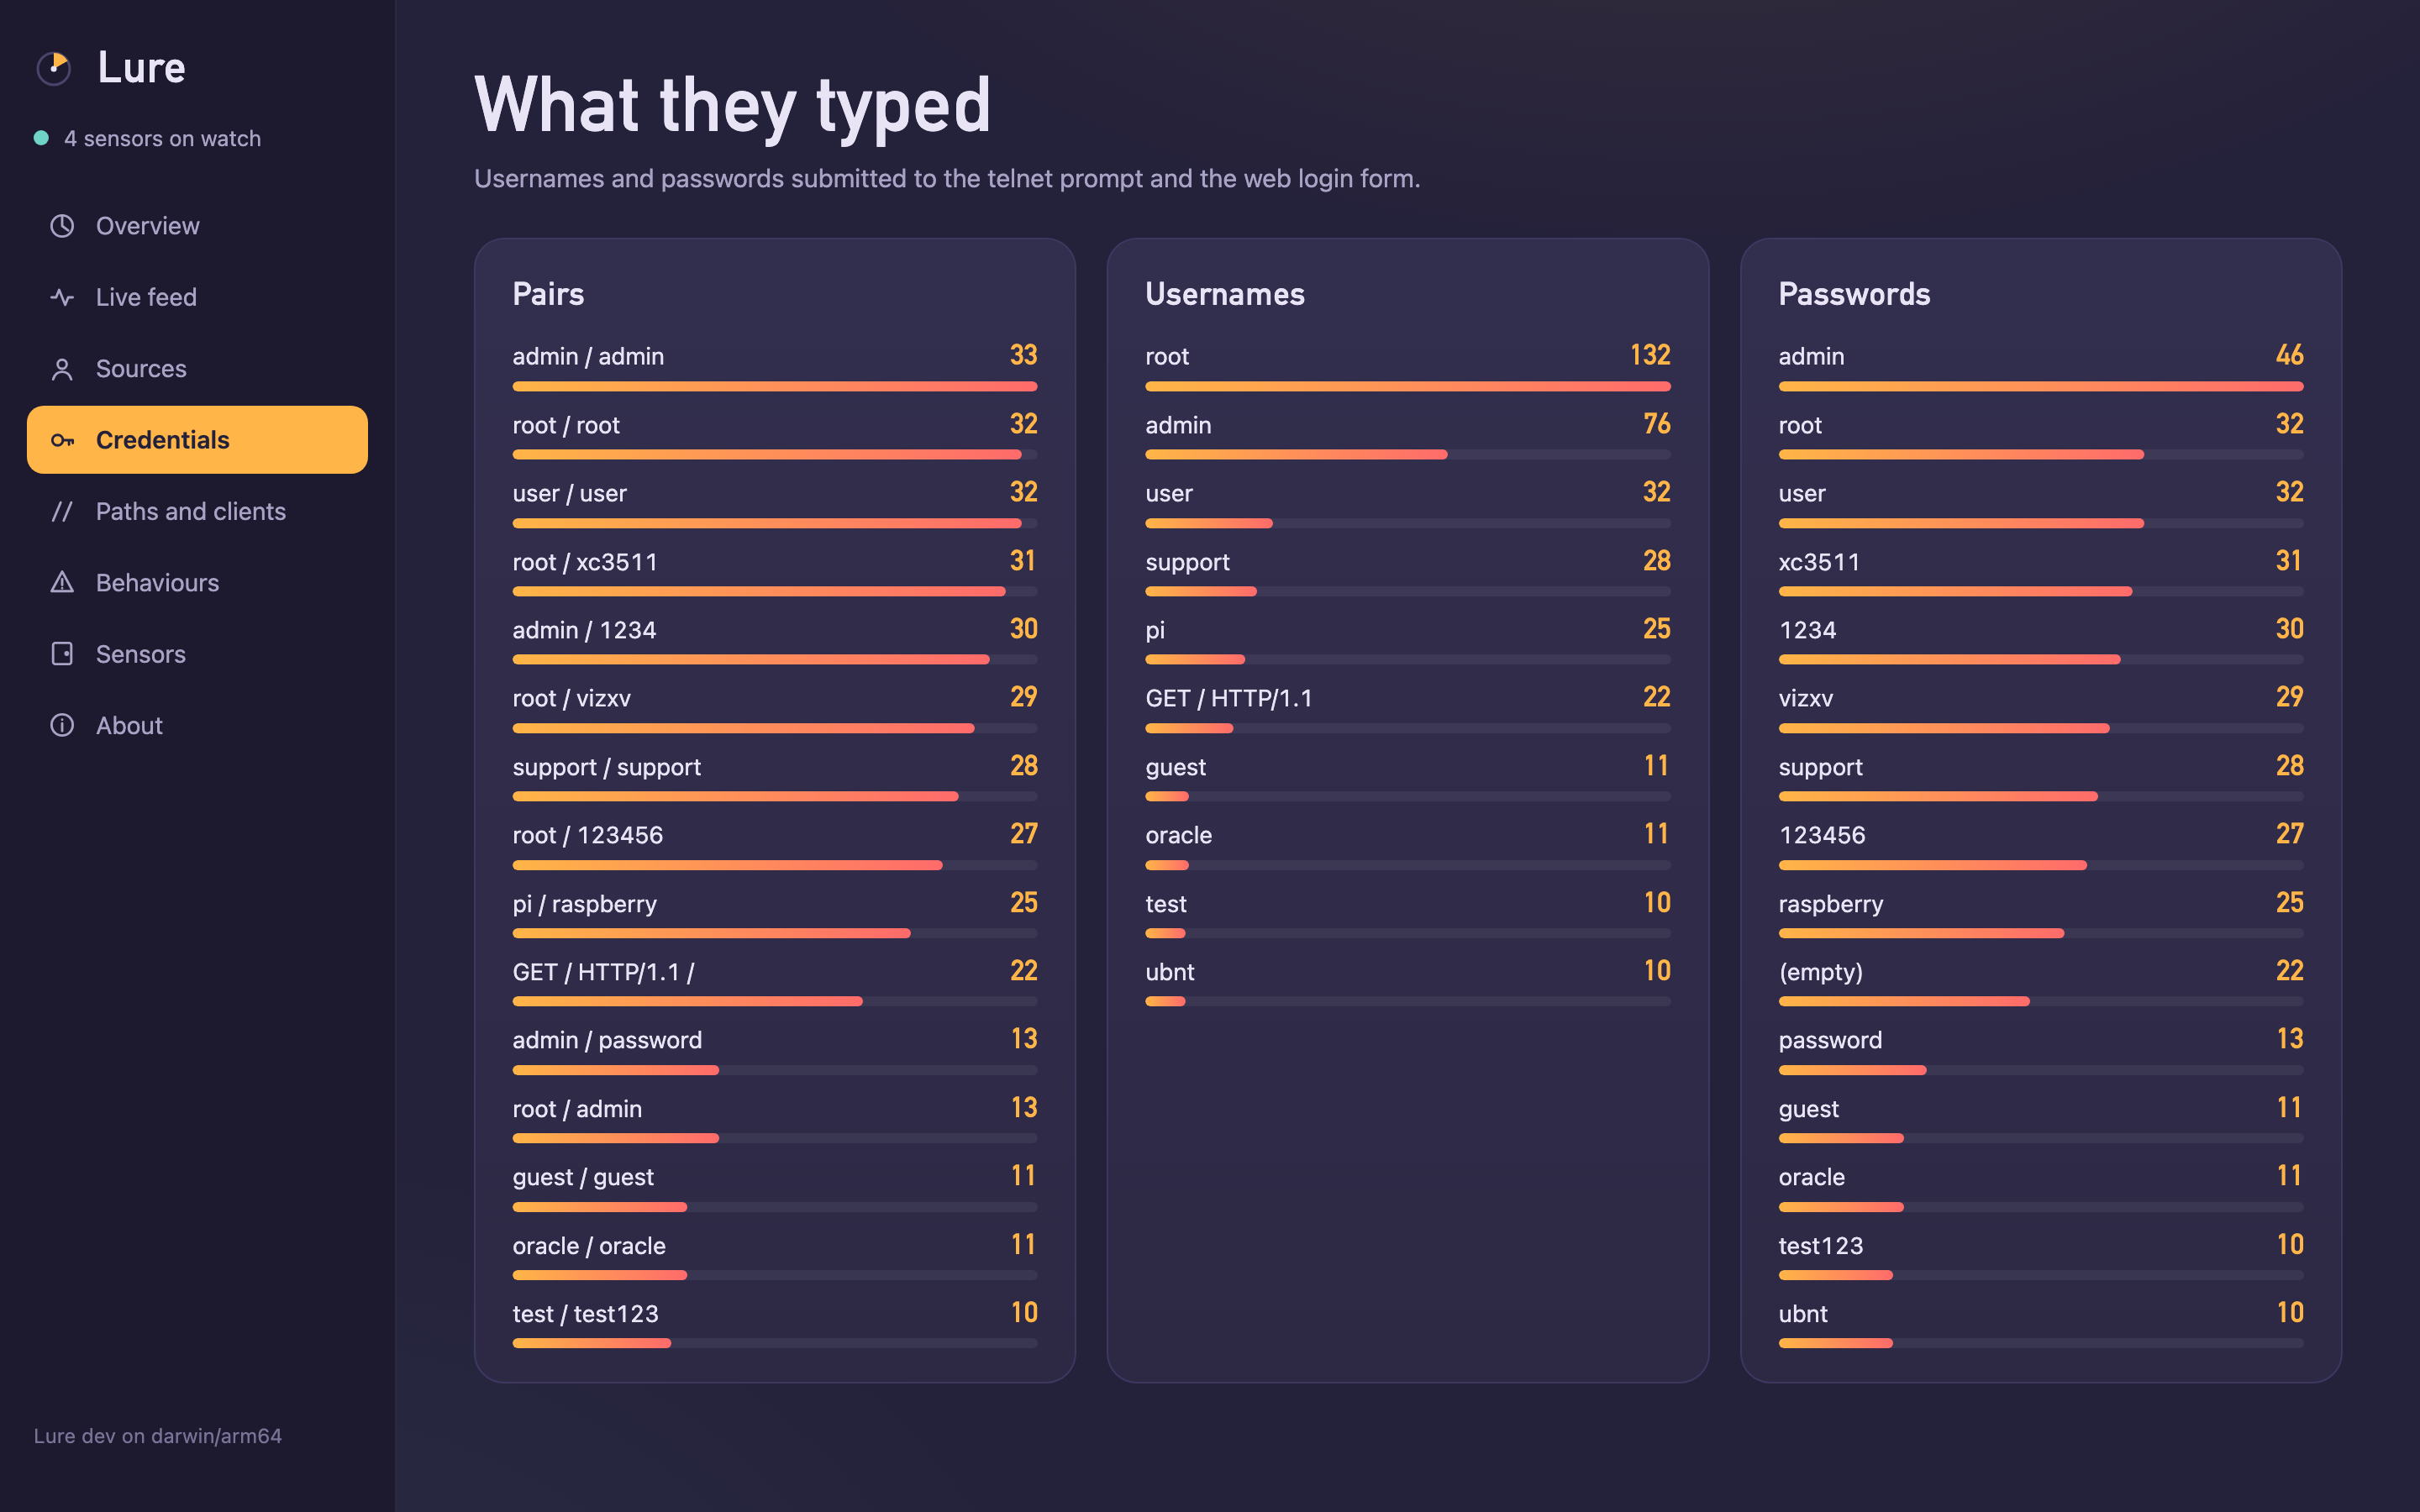 Lure
4 sensors on watch
Overview
Live feed
Sources
Credentials
Paths and clients
Behaviours
Sensors
About
Lure dev on darwin/arm64
What they typed
Usernames and passwords submitted to the telnet prompt and the web login form.
Pairs
admin / admin 33
root / root 32
user / user 32
root / xc3511 31
admin / 1234 30
root / vizxv 29
support / support 28
root / 123456 27
pi / raspberry 25
GET / HTTP/1.1 / 22
admin / password 13
root / admin 13
guest / guest 11
oracle / oracle 11
test / test123 10
Usernames
root 132
admin 76
user 32
support 28
pi 25
GET / HTTP/1.1 22
guest 11
oracle 11
test 10
ubnt 10
Passwords
admin 46
root 32
user 32
xc3511 31
1234 30
vizxv 29
support 28
123456 27
raspberry 25
(empty) 22
password 13
guest 11
oracle 11
test123 10
ubnt 10